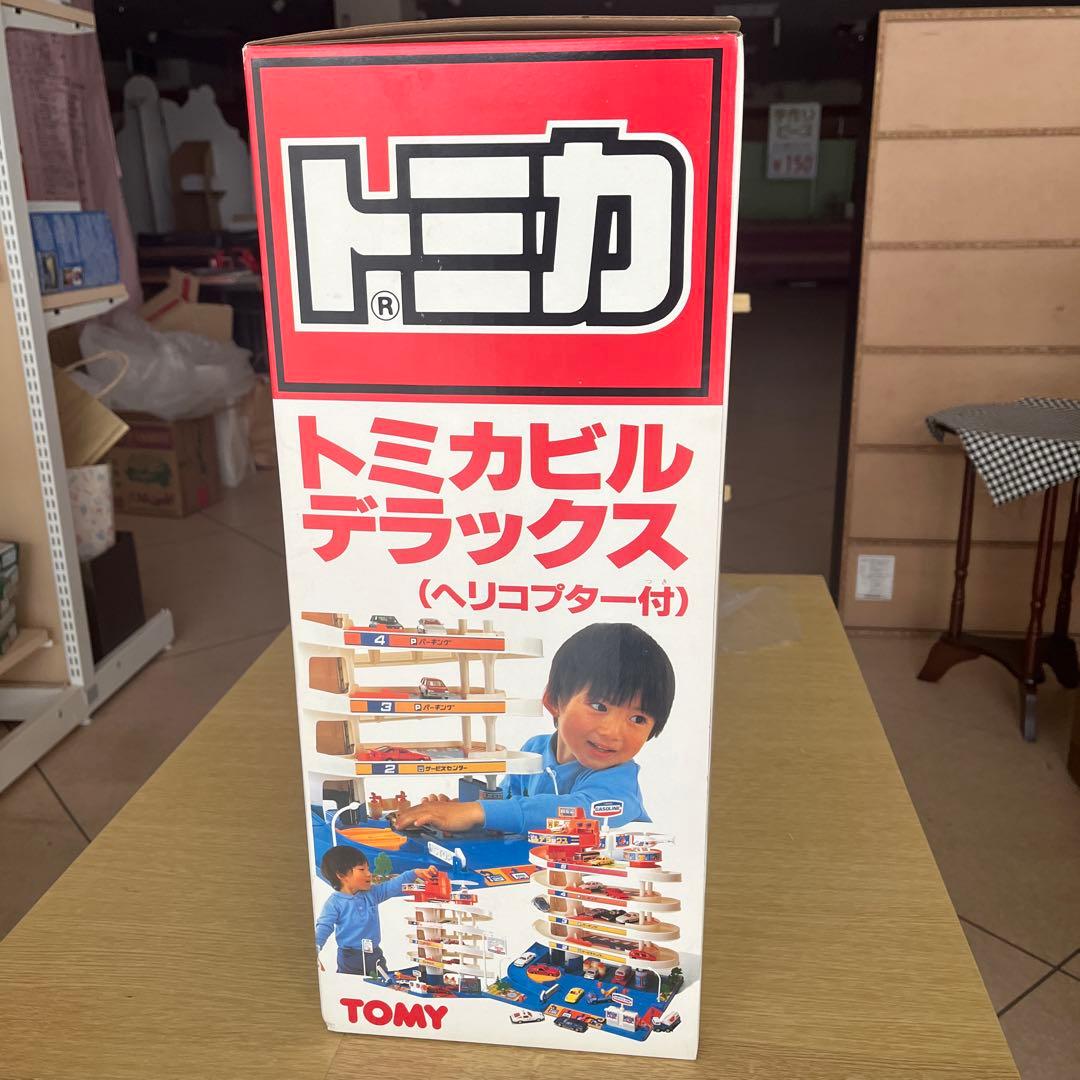 トミカ
®
トミカビル
デラックス
(ヘリコプター付)
つき
4 P パーキング
3 P パーキング
2 サービスセンター
GASOLINE
TOMY
¥150